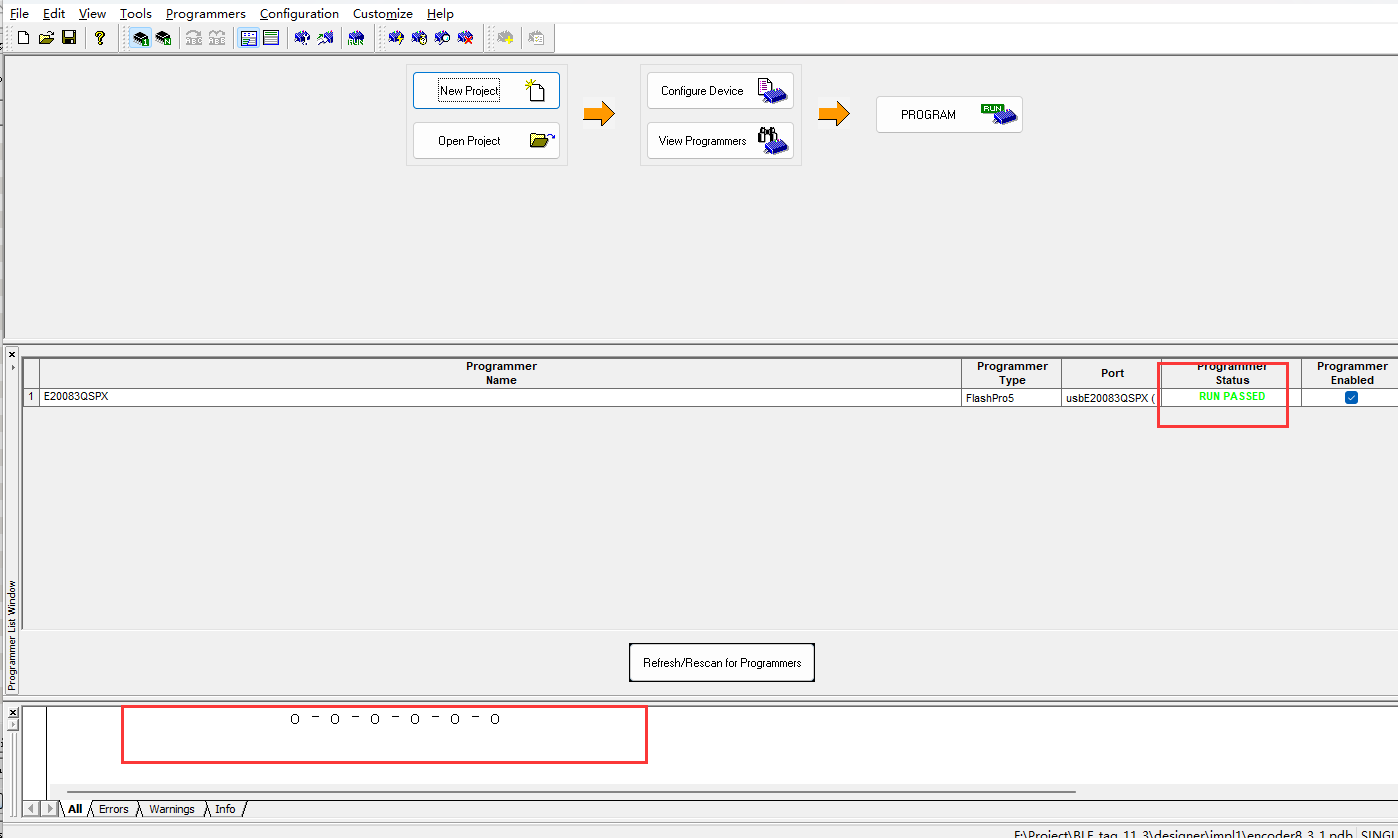 File Edit View Tools Programmers Configuration Customize Help
New Project
Configure Device
PROGRAM
RUN
Open Project
View Programmers
Programmer Name
Programmer Type
Port
Programmer Status
Programmer Enabled
1 E20083QSPX FlashPro5 usbE20083QSPX ( RUN PASSED
Programmer List Window
Refresh/Rescan for Programmers
o - o - o - o - o - o
All Errors Warnings Info
E:\Project\BLE_tag_11_3\designer\impl1\encoder8_3_1.pdb SINGL